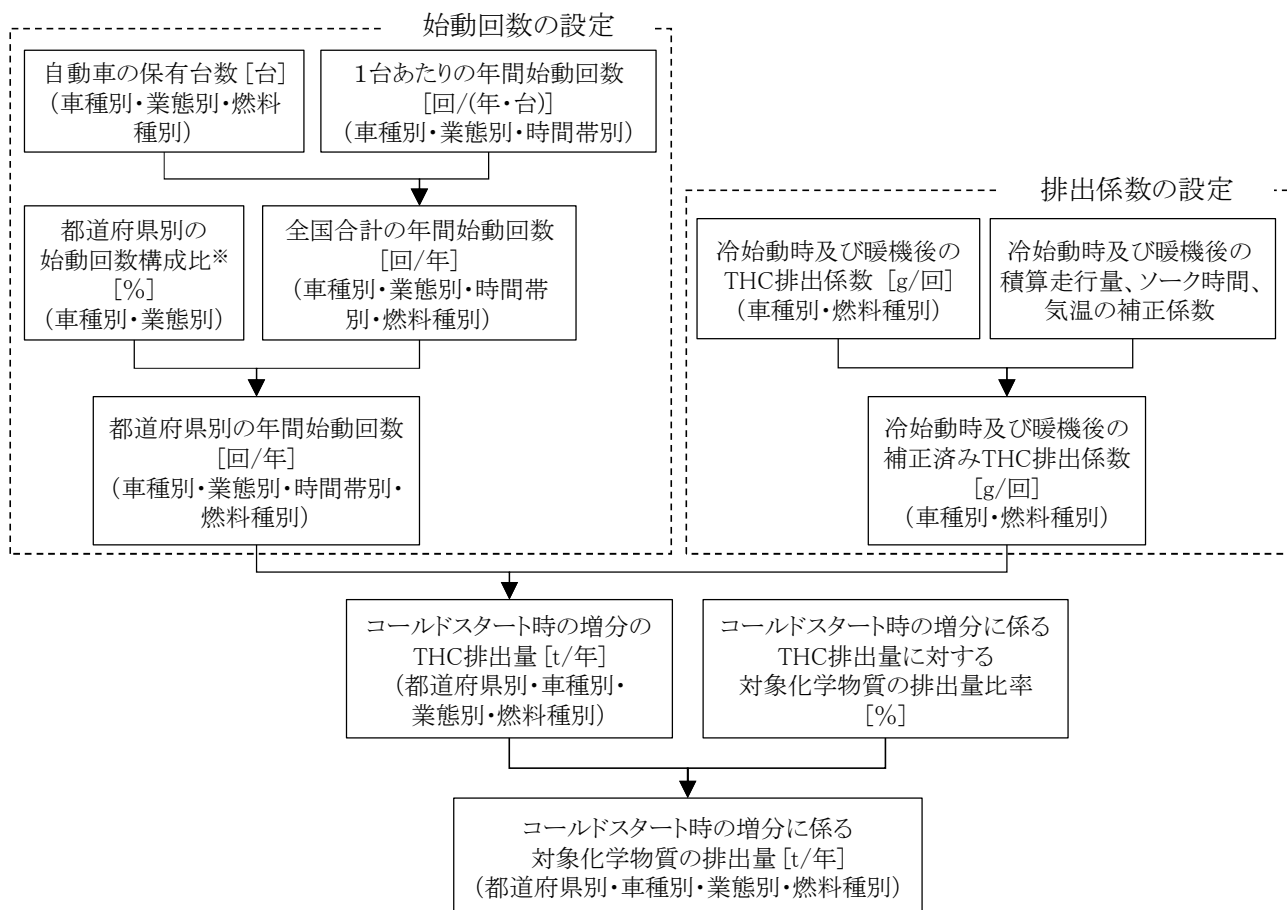 始動回数の設定
自動車の保有台数 [台]
(車種別・業態別・燃料
種別)
1台あたりの年間始動回数
[回/(年・台)]
(車種別・業態別・時間帯別)
都道府県別の
始動回数構成比※
[%]
(車種別・業態別)
全国合計の年間始動回数
[回/年]
(車種別・業態別・時間帯
別・燃料種別)
都道府県別の年間始動回数
[回/年]
(車種別・業態別・時間帯別・
燃料種別)
排出係数の設定
冷始動時及び暖機後の
THC排出係数 [g/回]
(車種別・燃料種別)
冷始動時及び暖機後の
積算走行量、ソーク時間、
気温の補正係数
冷始動時及び暖機後の
補正済みTHC排出係数
[g/回]
(車種別・燃料種別)
コールドスタート時の増分の
THC排出量 [t/年]
(都道府県別・車種別・
業態別・燃料種別)
コールドスタート時の増分に係る
THC排出量に対する
対象化学物質の排出量比率
[%]
コールドスタート時の増分に係る
対象化学物質の排出量 [t/年]
(都道府県別・車種別・業態別・燃料種別)